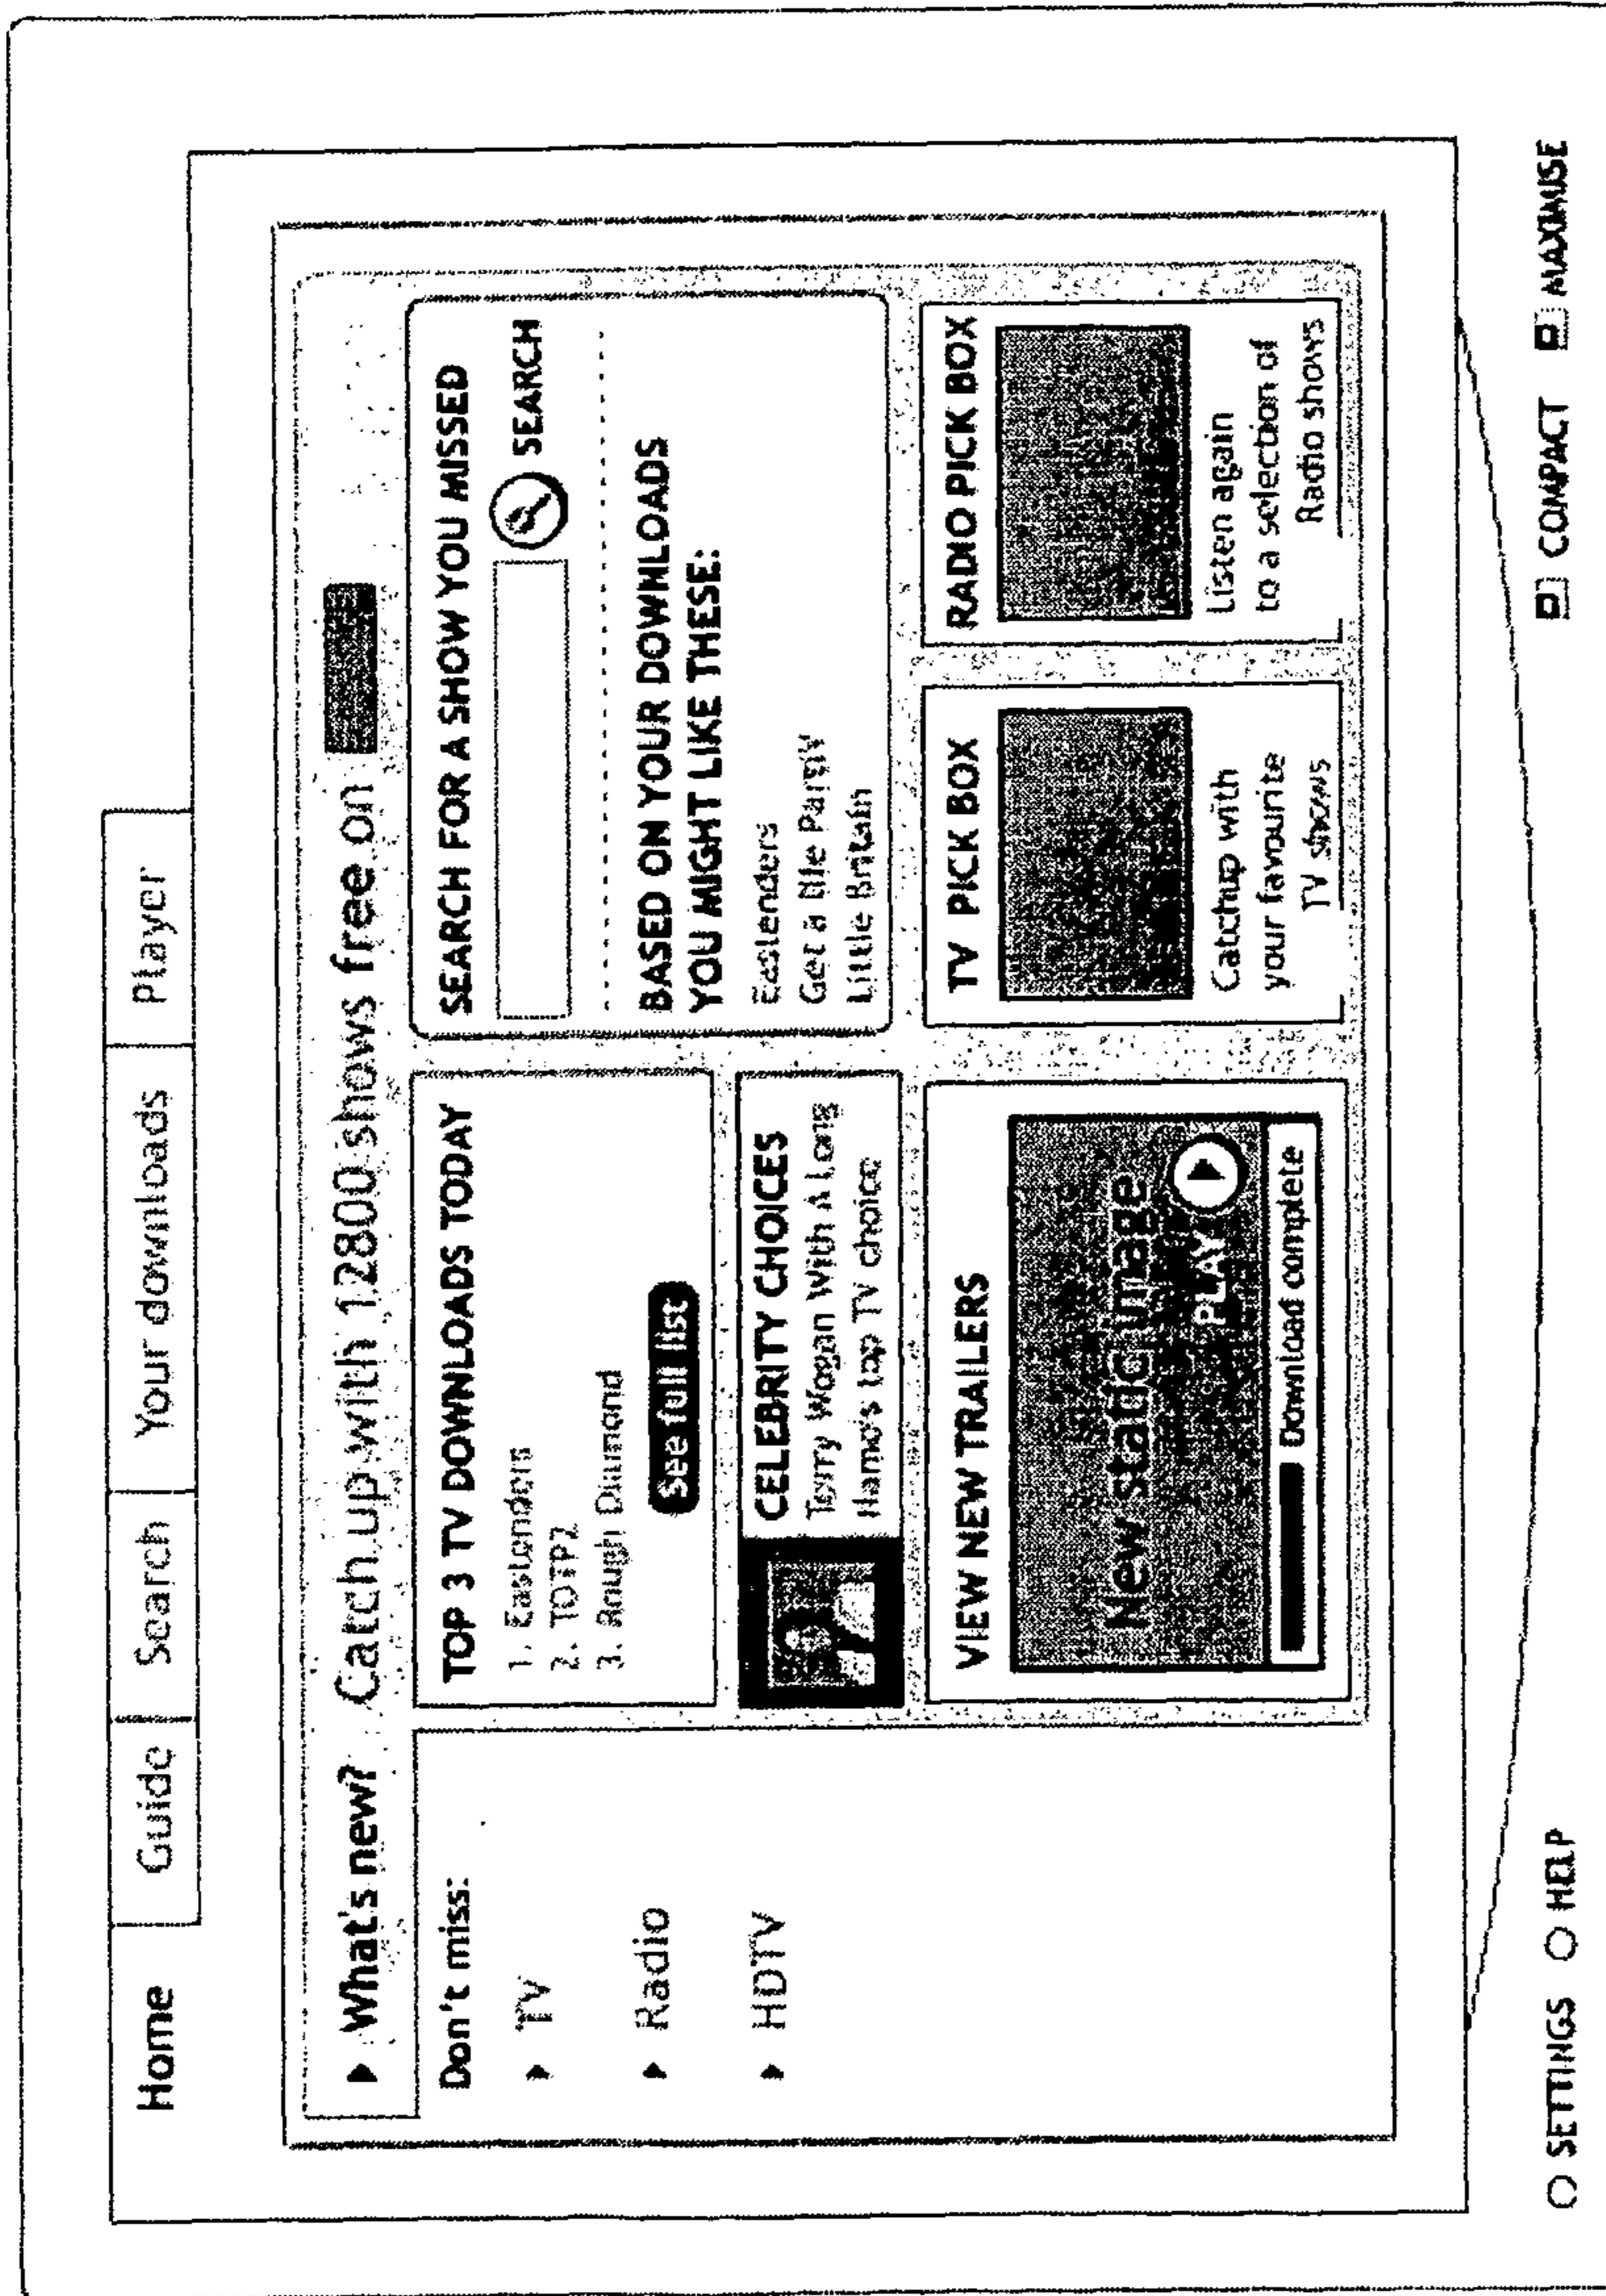 Home
Guide
Search
Your downloads
Player
What's new?
Catch up with 12800 shows free on
Don't miss:
TV
Radio
HDTV
TOP 3 TV DOWNLOADS TODAY
1. Eastenders
2. TOTP2
3. Rough Diamond
See full list
CELEBRITY CHOICES
Terry Wogan With A Long
top TV choice
VIEW NEW TRAILERS
New static image
PLAY
Download complete
SEARCH FOR A SHOW YOU MISSED
SEARCH
BASED ON YOUR DOWNLOADS
YOU MIGHT LIKE THESE:
Eastenders
Get a
Little Britain
TV PICK BOX
Catchup with
your favourite
TV shows
RADIO PICK BOX
Listen again
to a selection of
Radio shows
SETTINGS
HELP
COMPACT
MAXIMISE